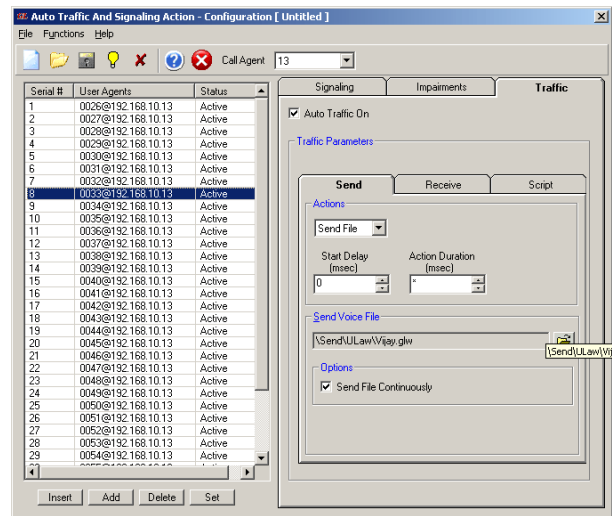 Auto Traffic And Signaling Action - Configuration [ Untitled ]
File Functions Help
Call Agent 13
Serial # User Agents Status
1 0026@192.168.10.13 Active
2 0027@192.168.10.13 Active
3 0028@192.168.10.13 Active
4 0029@192.168.10.13 Active
5 0030@192.168.10.13 Active
6 0031@192.168.10.13 Active
7 0032@192.168.10.13 Active
8 0033@192.168.10.13 Active
9 0034@192.168.10.13 Active
10 0035@192.168.10.13 Active
11 0036@192.168.10.13 Active
12 0037@192.168.10.13 Active
13 0038@192.168.10.13 Active
14 0039@192.168.10.13 Active
15 0040@192.168.10.13 Active
16 0041@192.168.10.13 Active
17 0042@192.168.10.13 Active
18 0043@192.168.10.13 Active
19 0044@192.168.10.13 Active
20 0045@192.168.10.13 Active
21 0046@192.168.10.13 Active
22 0047@192.168.10.13 Active
23 0048@192.168.10.13 Active
24 0049@192.168.10.13 Active
25 0050@192.168.10.13 Active
26 0051@192.168.10.13 Active
27 0052@192.168.10.13 Active
28 0053@192.168.10.13 Active
29 0054@192.168.10.13 Active
Insert Add Delete Set
Signaling Impairments Traffic
Auto Traffic On
Traffic Parameters
Send Receive Script
Actions
Send File
Start Delay (msec)
Action Duration (msec)
0 *
Send Voice File
\Send\ULaw\Vijay.glw
\Send\ULaw\Vij
Options
Send File Continuously